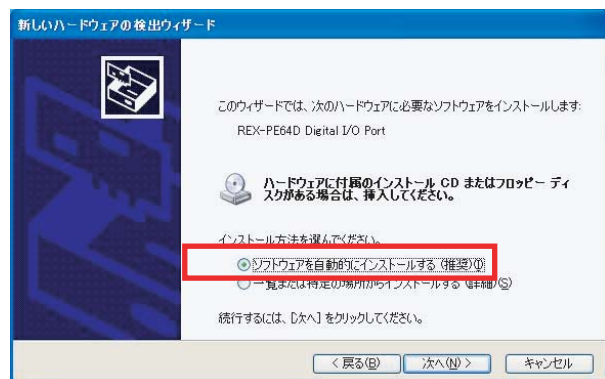 新しいハードウェアの検出ウィザード
このウィザードでは、次のハードウェアに必要なソフトウェアをインストールします:
REX-PE64D Digital I/O Port
ハードウェアに付属のインストール CD またはフロッピー ディ
スクがある場合は、挿入してください。
インストール方法を選んでください。
ソフトウェアを自動的にインストールする (推奨)(I)
一覧または特定の場所からインストールする (詳細)(S)
続行するには、[次へ] をクリックしてください。
< 戻る(B) 次へ(N) > キャンセル